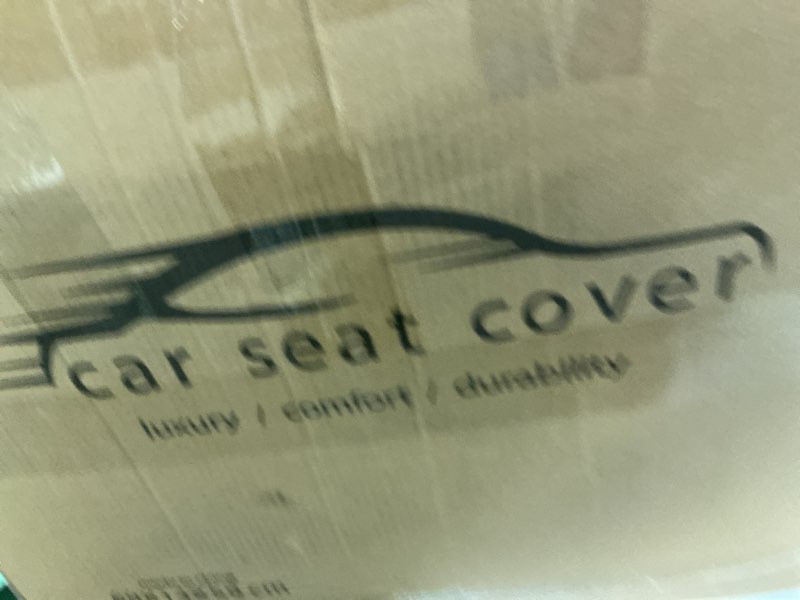 car seat cover
luxury / comfort / durability